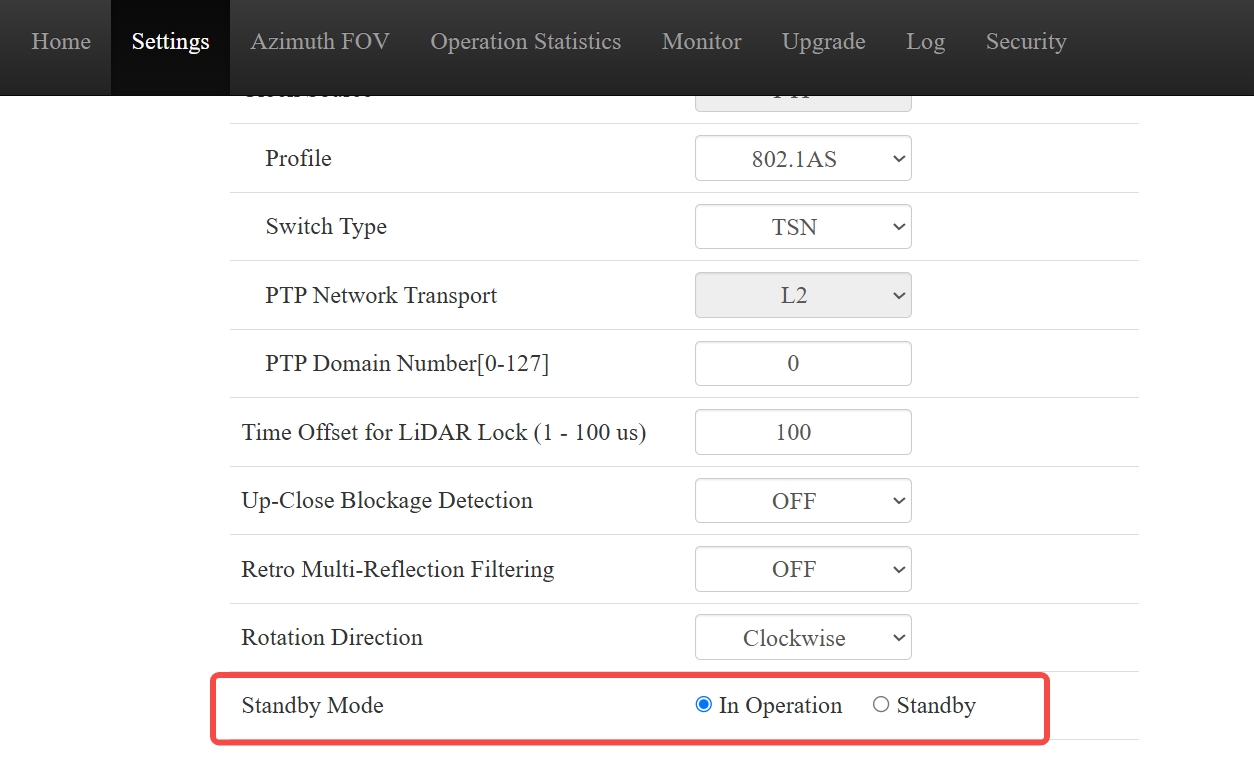 Home Settings Azimuth FOV Operation Statistics Monitor Upgrade Log Security
Profile 802.1AS
Switch Type TSN
PTP Network Transport L2
PTP Domain Number[0-127] 0
Time Offset for LiDAR Lock (1 - 100 us) 100
Up-Close Blockage Detection OFF
Retro Multi-Reflection Filtering OFF
Rotation Direction Clockwise
Standby Mode In Operation Standby